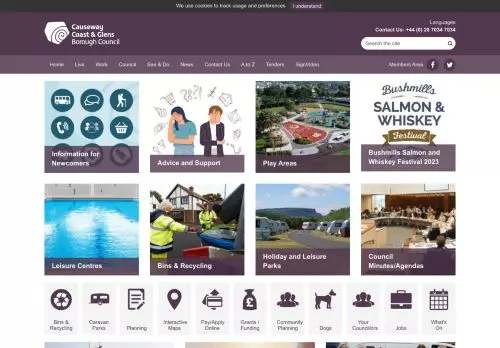 We use cookies to track usage and preferences I understand
Causeway
Coast & Glens
Borough Council
Languages
Contact Us: +44 (0) 28 7034 7034
Search the site
Home Live Work Council See & Do News Contact Us A to Z Tenders SignVideo Members Area
Information for
Newcomers
Advice and Support
Play Areas
Bushmills
SALMON &
WHISKEY
Festival
Bushmills Salmon and
Whiskey Festival 2023
Leisure Centres
Bins & Recycling
Holiday and Leisure
Parks
Council
Minutes/Agendas
Bins &
Recycling
Caravan
Parks
Planning
Interactive
Maps
Pay/Apply
Online
Grants /
Funding
Community
Planning
Dogs
Your
Councillors
Jobs
What's
On